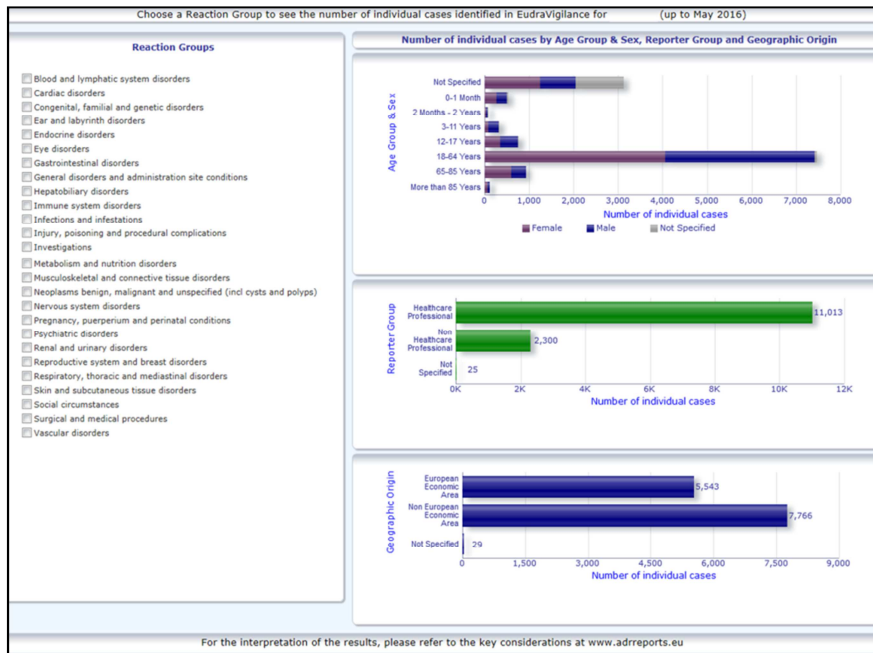 Choose a Reaction Group to see the number of individual cases identified in EudraVigilance for (up to May 2016)
Reaction Groups
Blood and lymphatic system disorders
Cardiac disorders
Congenital, familial and genetic disorders
Ear and labyrinth disorders
Endocrine disorders
Eye disorders
Gastrointestinal disorders
General disorders and administration site conditions
Hepatobiliary disorders
Immune system disorders
Infections and infestations
Injury, poisoning and procedural complications
Investigations
Metabolism and nutrition disorders
Musculoskeletal and connective tissue disorders
Neoplasms benign, malignant and unspecified (incl cysts and polyps)
Nervous system disorders
Pregnancy, puerperium and perinatal conditions
Psychiatric disorders
Renal and urinary disorders
Reproductive system and breast disorders
Respiratory, thoracic and mediastinal disorders
Skin and subcutaneous tissue disorders
Social circumstances
Surgical and medical procedures
Vascular disorders
Number of individual cases by Age Group & Sex, Reporter Group and Geographic Origin
Age Group & Sex
Not Specified
0-1 Month
2 Months - 2 Years
3-11 Years
12-17 Years
18-64 Years
65-85 Years
More than 85 Years
0 1,000 2,000 3,000 4,000 5,000 6,000 7,000 8,000
Number of individual cases
Female Male Not Specified
Reporter Group
Healthcare
Professional
11,013
Non
Healthcare
Professional
2,300
Not
Specified
25
0K 2K 4K 6K 8K 10K 12K
Number of individual cases
Geographic Origin
European
Economic
Area
5,543
Non European
Economic
Area
7,766
Not Specified
29
0 1,500 3,000 4,500 6,000 7,500 9,000
Number of individual cases
For the interpretation of the results, please refer to the key considerations at www.adrreports.eu